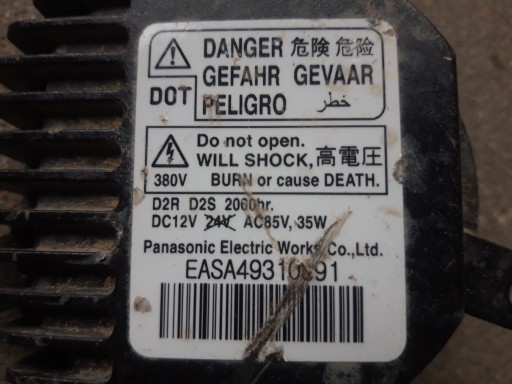 DANGER 危険 危险
GEFAHR GEVAAR
DOT PELIGRO خطر
Do not open.
WILL SHOCK, 高電圧
380V BURN or cause DEATH.
D2R D2S 2060hr.
DC12V 24V AC85V, 35W
Panasonic Electric Works Co.,Ltd.